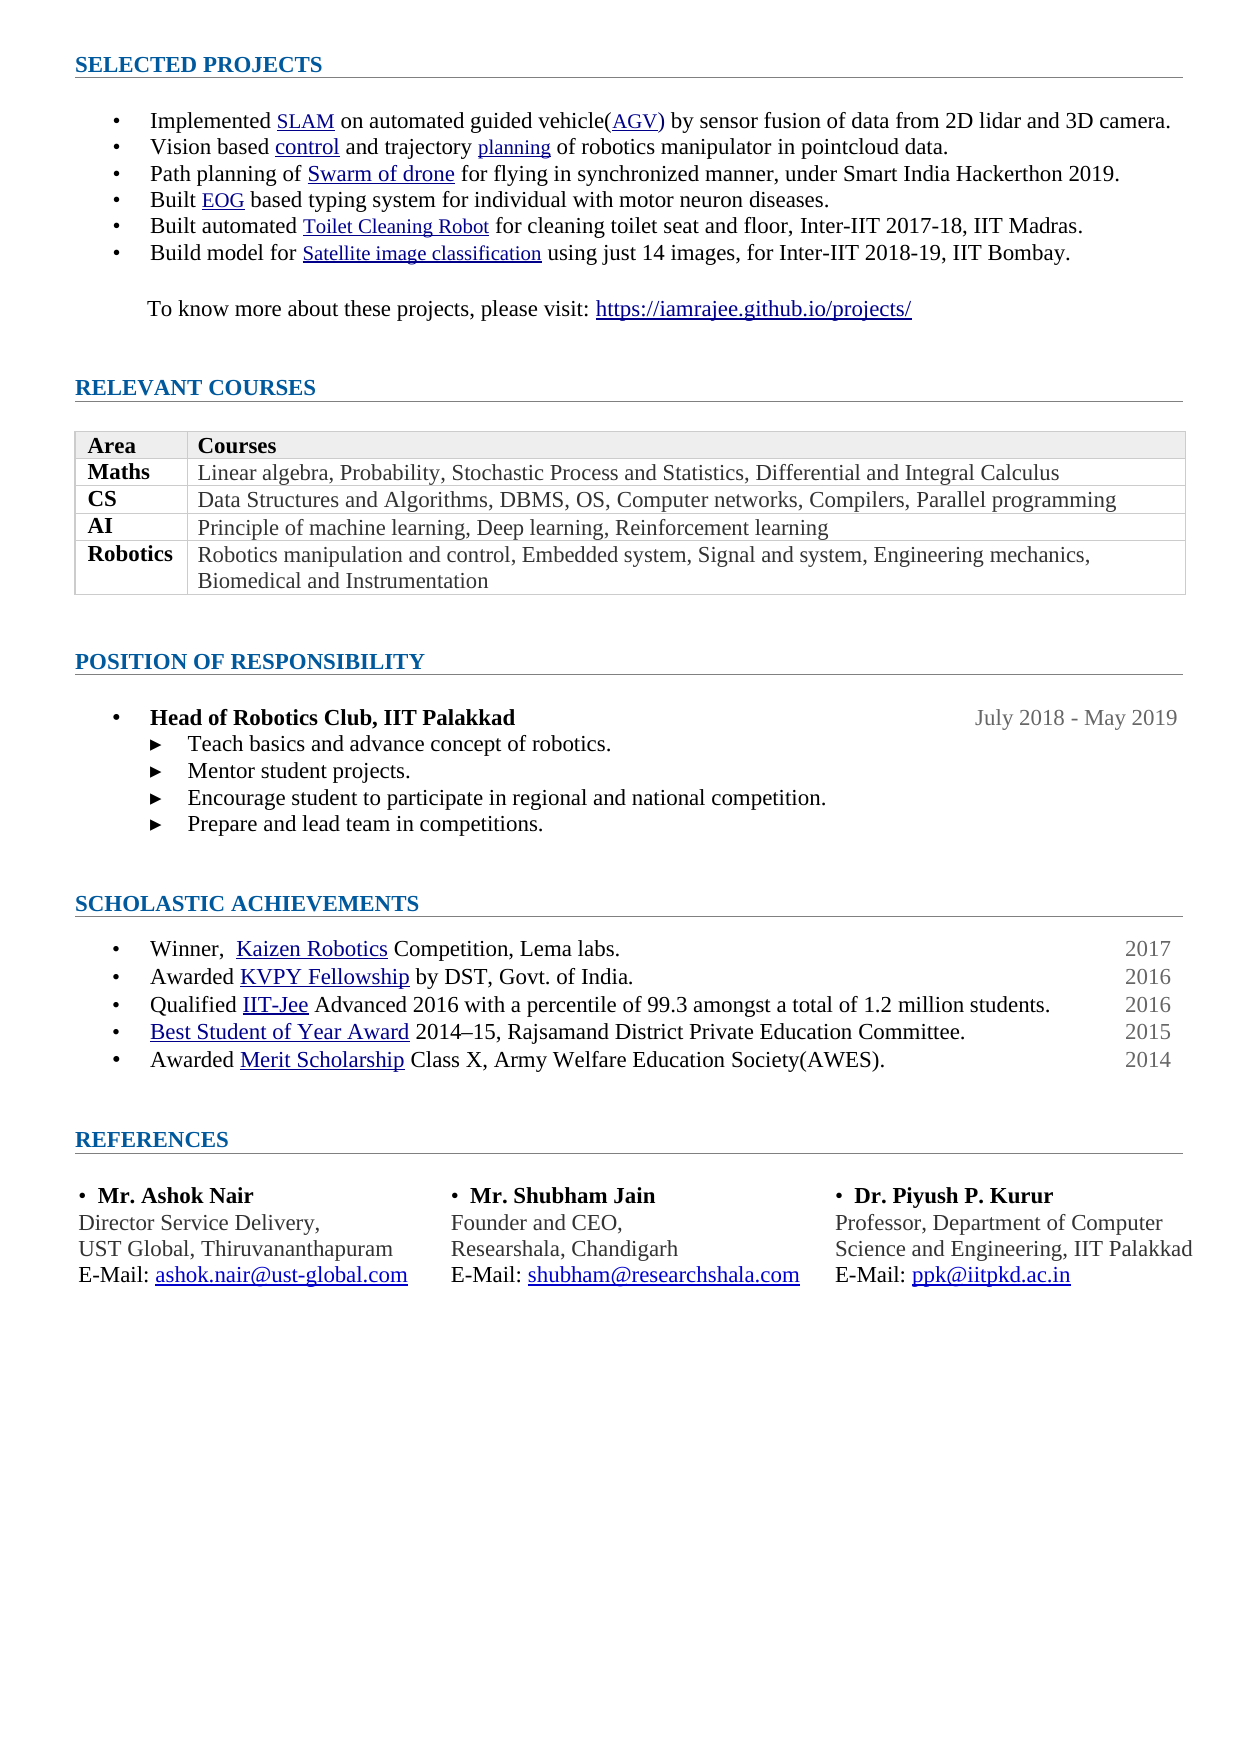 SELECTED PROJECTS
• Implemented SLAM on automated guided vehicle(AGV) by sensor fusion of data from 2D lidar and 3D camera.
• Vision based control and trajectory planning of robotics manipulator in pointcloud data.
• Path planning of Swarm of drone for flying in synchronized manner, under Smart India Hackerthon 2019.
• Built EOG based typing system for individual with motor neuron diseases.
• Built automated Toilet Cleaning Robot for cleaning toilet seat and floor, Inter-IIT 2017-18, IIT Madras.
• Build model for Satellite image classification using just 14 images, for Inter-IIT 2018-19, IIT Bombay.
To know more about these projects, please visit: https://iamrajee.github.io/projects/
RELEVANT COURSES
Area Courses
Maths Linear algebra, Probability, Stochastic Process and Statistics, Differential and Integral Calculus
CS Data Structures and Algorithms, DBMS, OS, Computer networks, Compilers, Parallel programming
AI Principle of machine learning, Deep learning, Reinforcement learning
Robotics Robotics manipulation and control, Embedded system, Signal and system, Engineering mechanics,
Biomedical and Instrumentation
POSITION OF RESPONSIBILITY
• Head of Robotics Club, IIT Palakkad July 2018 - May 2019
► Teach basics and advance concept of robotics.
► Mentor student projects.
► Encourage student to participate in regional and national competition.
► Prepare and lead team in competitions.
SCHOLASTIC ACHIEVEMENTS
• Winner, Kaizen Robotics Competition, Lema labs. 2017
• Awarded KVPY Fellowship by DST, Govt. of India. 2016
• Qualified IIT-Jee Advanced 2016 with a percentile of 99.3 amongst a total of 1.2 million students. 2016
• Best Student of Year Award 2014–15, Rajsamand District Private Education Committee. 2015
• Awarded Merit Scholarship Class X, Army Welfare Education Society(AWES). 2014
REFERENCES
• Mr. Ashok Nair
Director Service Delivery,
UST Global, Thiruvananthapuram
E-Mail: ashok.nair@ust-global.com
• Mr. Shubham Jain
Founder and CEO,
Researshala, Chandigarh
E-Mail: shubham@researchshala.com
• Dr. Piyush P. Kurur
Professor, Department of Computer
Science and Engineering, IIT Palakkad
E-Mail: ppk@iitpkd.ac.in